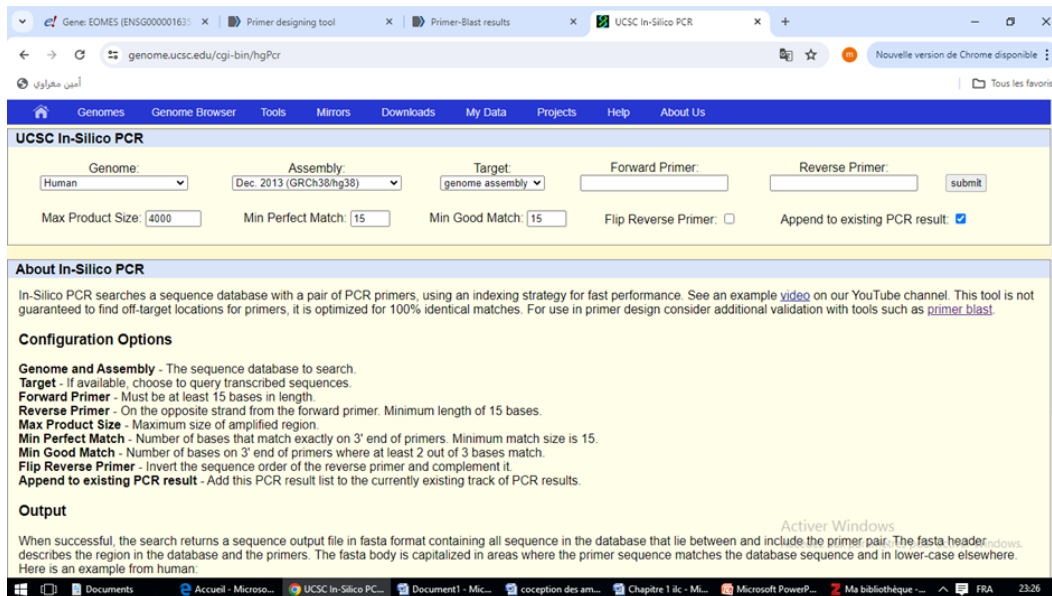 Gene: EOMES (ENSG0000016350
Primer designing tool
Primer-Blast results
UCSC In-Silico PCR
genome.ucsc.edu/cgi-bin/hgPcr
m
Nouvelle version de Chrome disponible
أمين مغراوي
Tous les favoris
Genomes Genome Browser Tools Mirrors Downloads My Data Projects Help About Us
UCSC In-Silico PCR
Genome: Assembly: Target: Forward Primer: Reverse Primer:
Human Dec. 2013 (GRCh38/hg38) genome assembly submit
Max Product Size: 4000 Min Perfect Match: 15 Min Good Match: 15 Flip Reverse Primer: Append to existing PCR result:
About In-Silico PCR
In-Silico PCR searches a sequence database with a pair of PCR primers, using an indexing strategy for fast performance. See an example video on our YouTube channel. This tool is not
guaranteed to find off-target locations for primers, it is optimized for 100% identical matches. For use in primer design consider additional validation with tools such as primer blast.
Configuration Options
Genome and Assembly - The sequence database to search.
Target - If available, choose to query transcribed sequences.
Forward Primer - Must be at least 15 bases in length.
Reverse Primer - On the opposite strand from the forward primer. Minimum length of 15 bases.
Max Product Size - Maximum size of amplified region.
Min Perfect Match - Number of bases that match exactly on 3' end of primers. Minimum match size is 15.
Min Good Match - Number of bases on 3' end of primers where at least 2 out of 3 bases match.
Flip Reverse Primer - Invert the sequence order of the reverse primer and complement it.
Append to existing PCR result - Add this PCR result list to the currently existing track of PCR results.
Output
Activer Windows
When successful, the search returns a sequence output file in fasta format containing all sequence in the database that lie between and include the primer pair. The fasta header
describes the region in the database and the primers. The fasta body is capitalized in areas where the primer sequence matches the database sequence and in lower-case elsewhere.
Here is an example from human:
Documents Accueil - Microso... UCSC In-Silico PC... Document1 - Mic... coception des am... Chapitre 1 ilc - Mi... Microsoft PowerP... Ma bibliothèque -... FRA 23:26